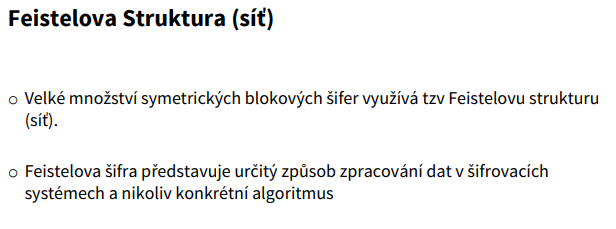 Feistelova Struktura (síť)
○ Velké množství symetrických blokových šifer využívá tzv Feistelovu strukturu
(síť).
○ Feistelova šifra představuje určitý způsob zpracování dat v šifrovacích
systémech a nikoliv konkrétní algoritmus